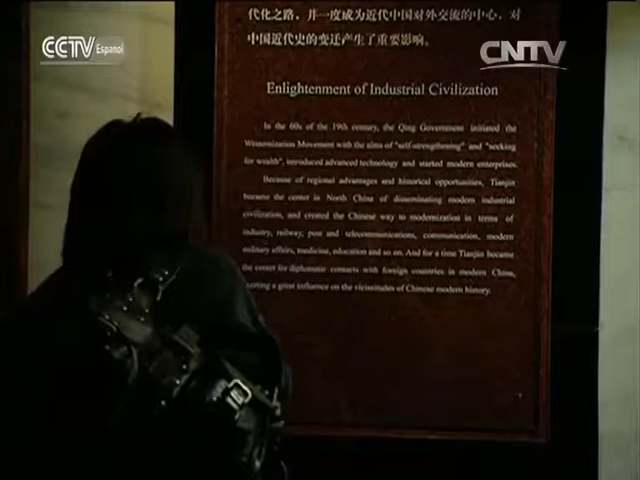 CCTV Español
CNTV
代化之路，并一度成为近代中国对外交流的中心，对
中国近代史的变迁产生了重要影响。
Enlightenment of Industrial Civilization
In the 60s of the 19th century, the Qing Government initiated the
Westernization Movement with the aims of "self-strengthening" and "seeking
for wealth", introduced advanced technology and started modern enterprises.
Because of regional advantages and historical opportunities, Tianjin
became the center in North China of disseminating modern industrial
civilization, and created the Chinese way to modernization in terms of
industry, railway, post and telecommunications, communication, modern
military affairs, medicine, education and so on. And for a time Tianjin became
the center for diplomatic contacts with foreign countries in modern China,
exerting a great influence on the vicissitudes of Chinese modern history.